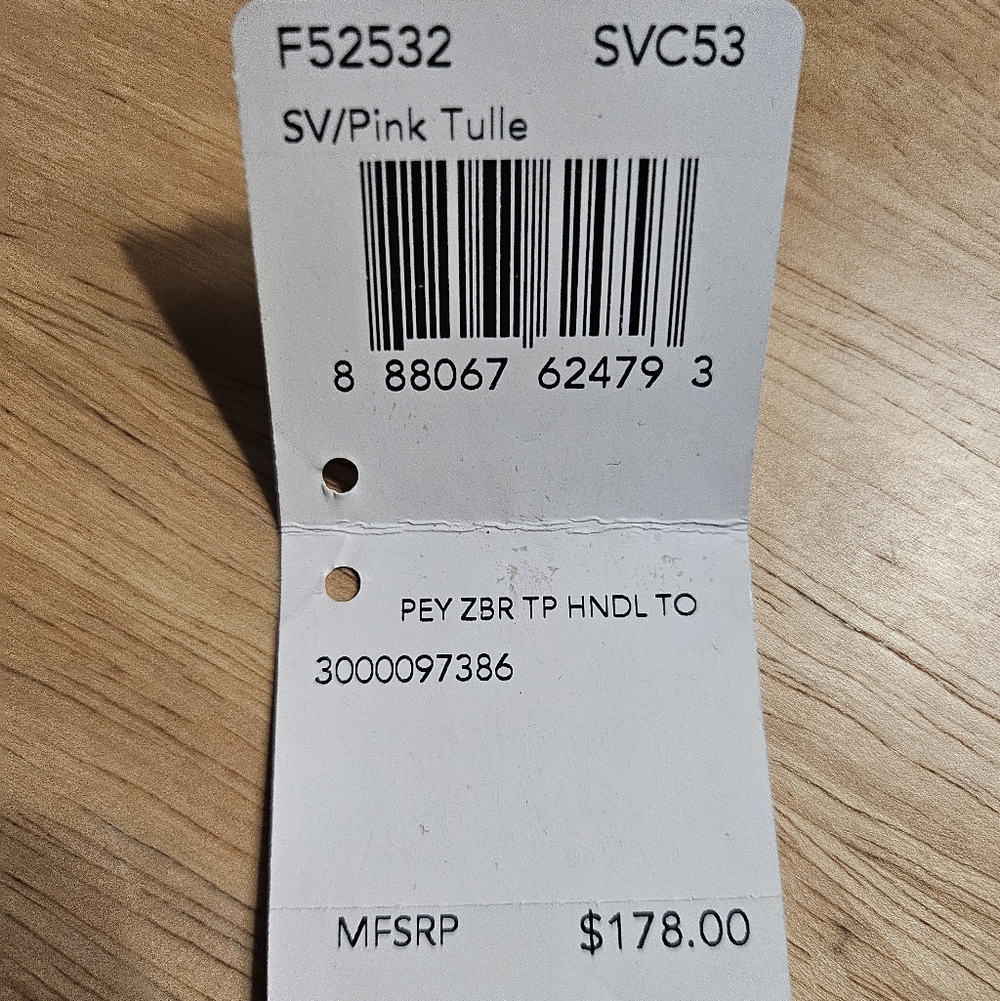 F52532 SVC53
SV/Pink Tulle
8 88067 62479 3
PEY ZBR TP HNDL TO
3000097386
MFSRP $178.00